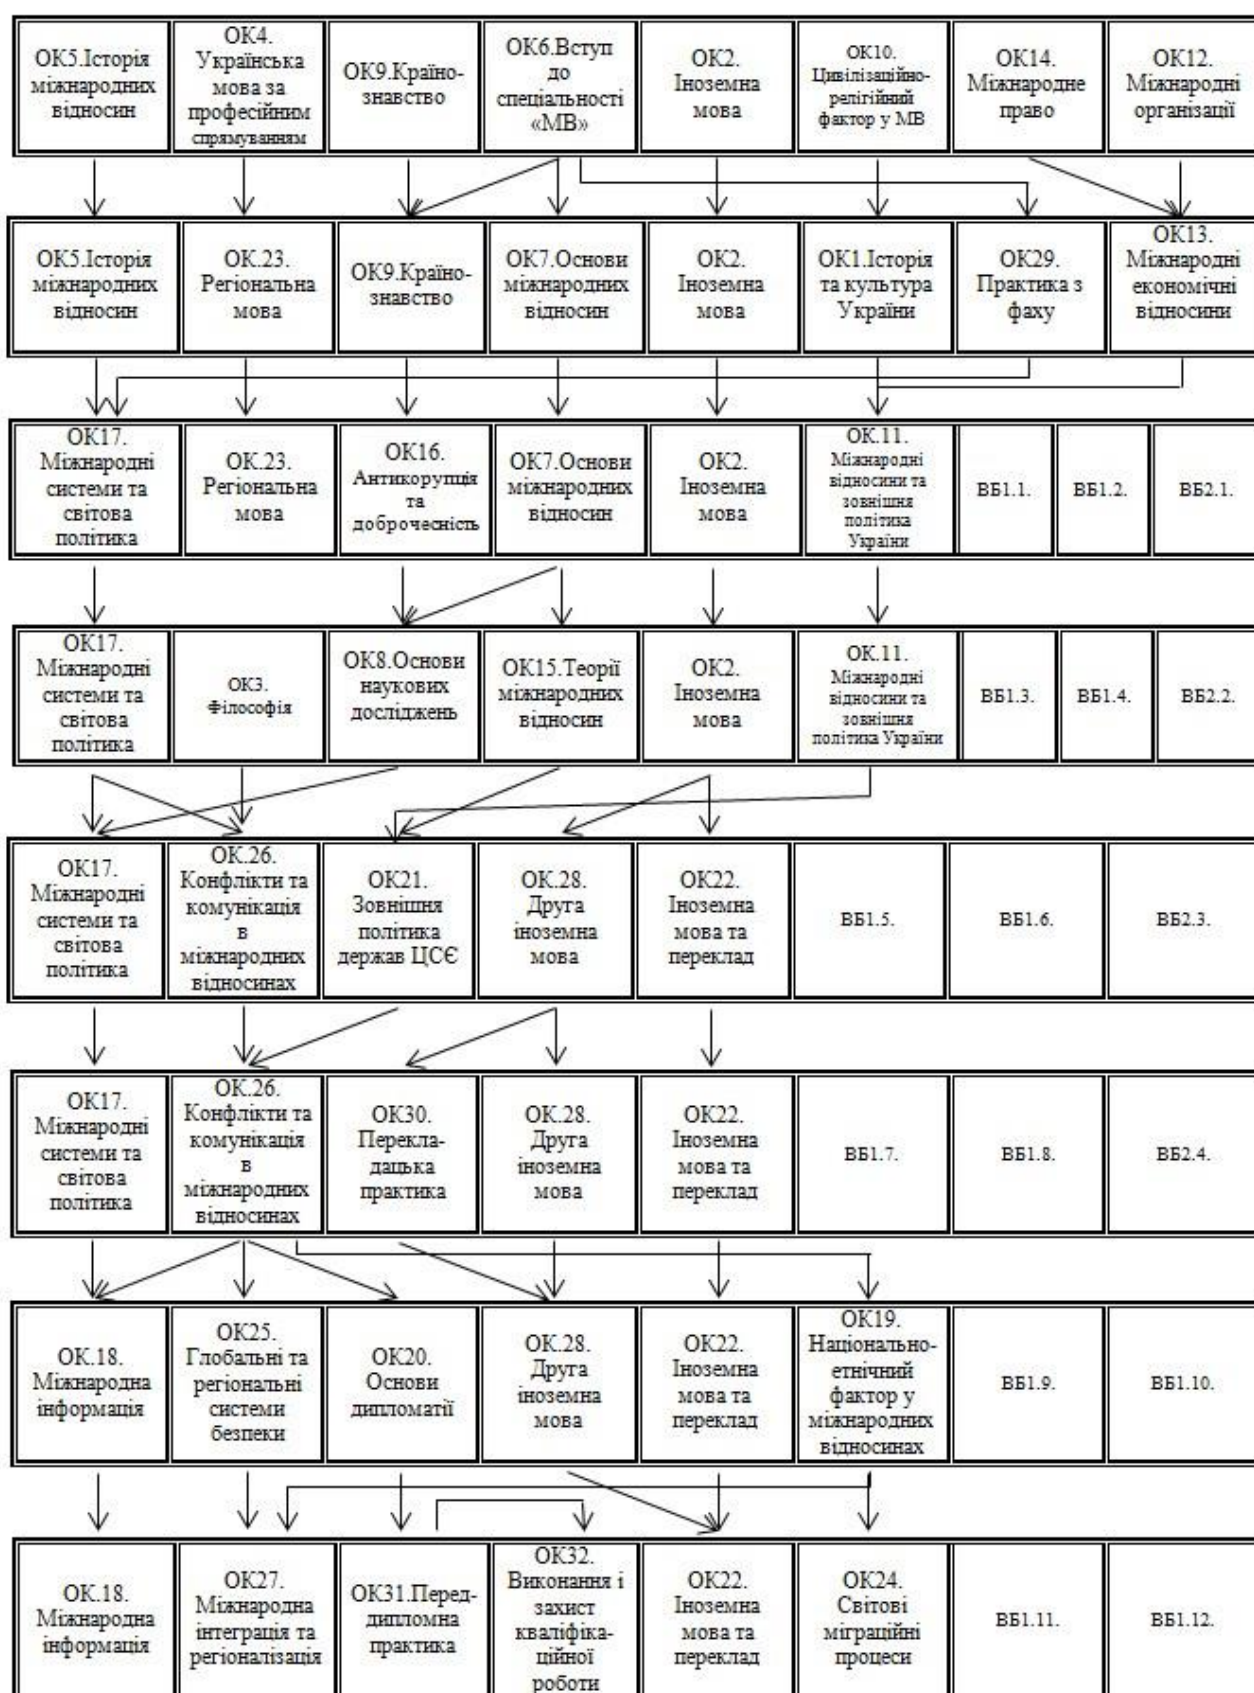 ОК5.Історія
міжнародних
відносин
ОК4.
Українська
мова за
професійним
спрямуванням
ОК9.Країно-
знавство
ОК6.Вступ
до
спеціальності
«МВ»
ОК2.
Іноземна
мова
ОК10.
Цивілізаційно-
релігійний
фактор у МВ
ОК14.
Міжнародне
право
ОК12.
Міжнародні
організації
ОК5.Історія
міжнародних
відносин
ОК.23.
Регіональна
мова
ОК9.Країно-
знавство
ОК7.Основи
міжнародних
відносин
ОК2.
Іноземна
мова
ОК1.Історія
та культура
України
ОК29.
Практика з
фаху
ОК13.
Міжнародні
економічні
відносини
ОК17.
Міжнародні
системи та
світова
політика
ОК.23.
Регіональна
мова
ОК16.
Антикорупція
та
доброчесність
ОК7.Основи
міжнародних
відносин
ОК2.
Іноземна
мова
ОК.11.
Міжнародні
відносини та
зовнішня
політика
України
ВБ1.1.
ВБ1.2.
ВБ2.1.
ОК17.
Міжнародні
системи та
світова
політика
ОК3.
Філософія
ОК8.Основи
наукових
досліджень
ОК15.Теорії
міжнародних
відносин
ОК2.
Іноземна
мова
ОК.11.
Міжнародні
відносини та
зовнішня
політика України
ВБ1.3.
ВБ1.4.
ВБ2.2.
ОК17.
Міжнародні
системи та
світова
політика
ОК.26.
Конфлікти та
комунікація
в
міжнародних
відносинах
ОК21.
Зовнішня
політика
держав ЦСЄ
ОК.28.
Друга
іноземна
мова
ОК22.
Іноземна
мова та
переклад
ВБ1.5.
ВБ1.6.
ВБ2.3.
ОК17.
Міжнародні
системи та
світова
політика
ОК.26.
Конфлікти та
комунікація
в
міжнародних
відносинах
ОК30.
Перекла-
дацька
практика
ОК.28.
Друга
іноземна
мова
ОК22.
Іноземна
мова та
переклад
ВБ1.7.
ВБ1.8.
ВБ2.4.
ОК.18.
Міжнародна
інформація
ОК25.
Глобальні та
регіональні
системи
безпеки
ОК20.
Основи
дипломатії
ОК.28.
Друга
іноземна
мова
ОК22.
Іноземна
мова та
переклад
ОК19.
Національно-
етнічний
фактор у
міжнародних
відносинах
ВБ1.9.
ВБ1.10.
ОК.18.
Міжнародна
інформація
ОК27.
Міжнародна
інтеграція та
регіоналізація
ОК31.Перед-
дипломна
практика
ОК32.
Виконання і
захист
кваліфіка-
ційної
роботи
ОК22.
Іноземна
мова та
переклад
ОК24.
Світові
міграційні
процеси
ВБ1.11.
ВБ1.12.